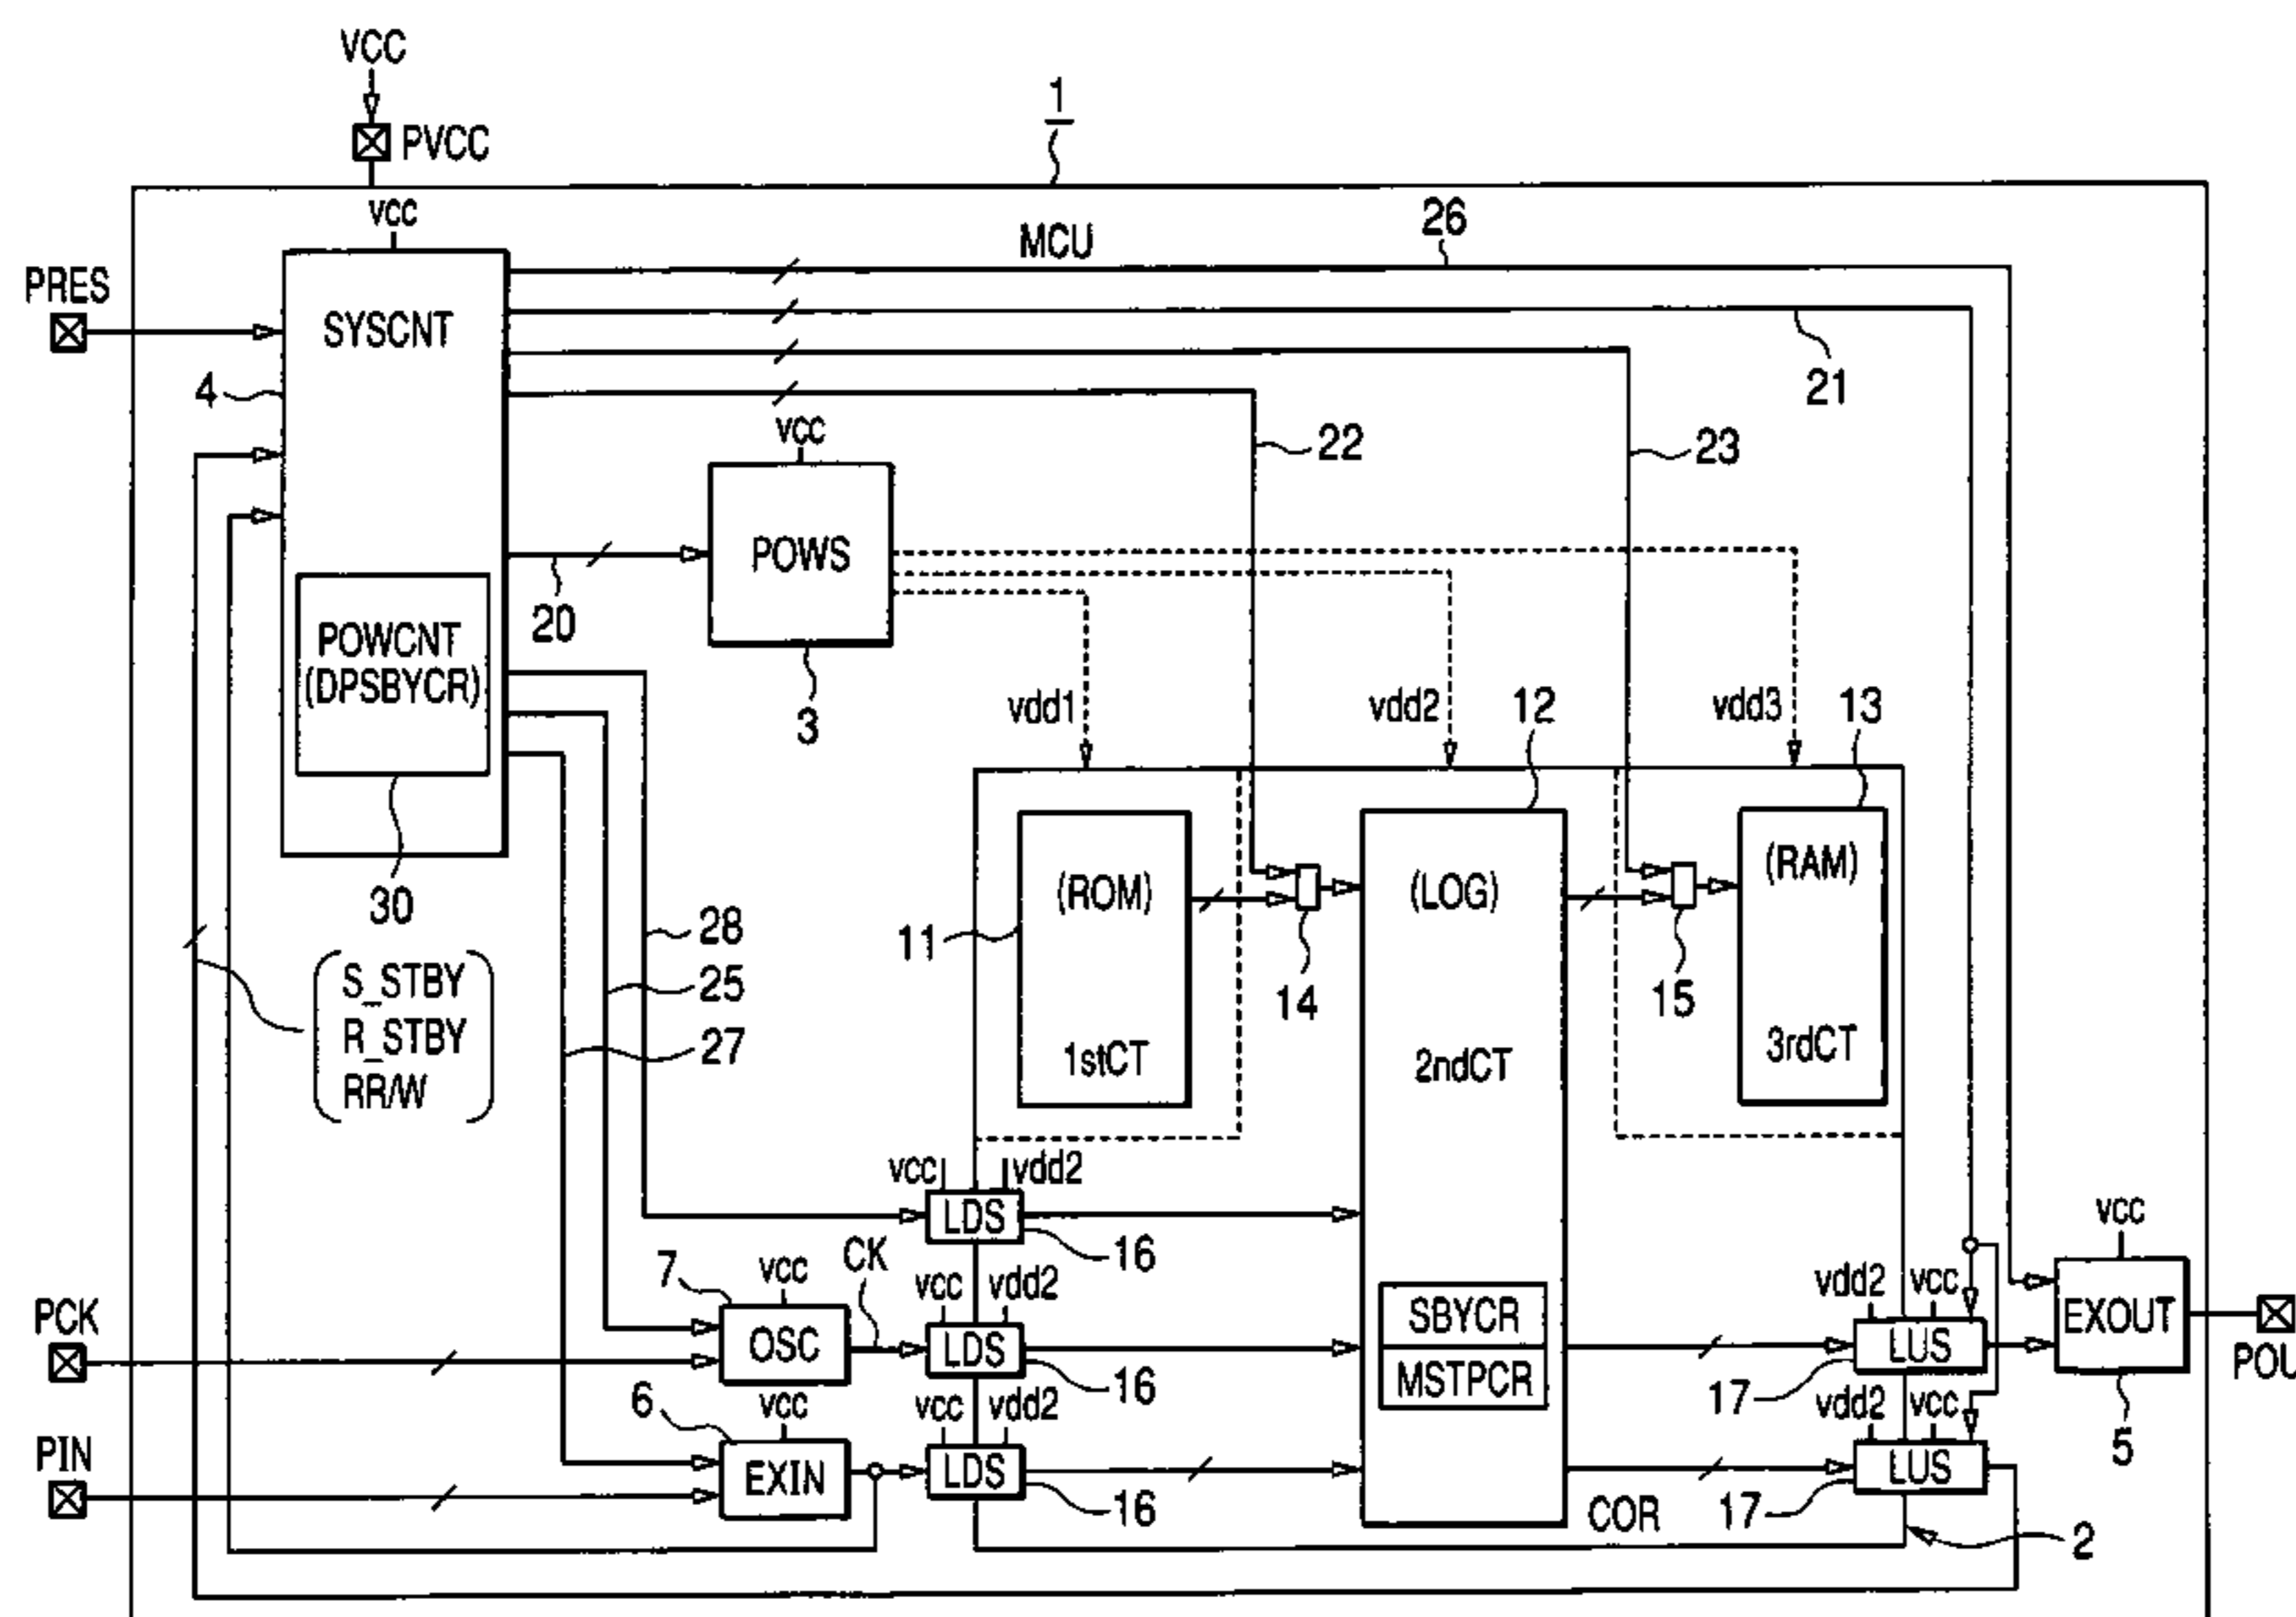 VCC
PVCC
1
vcc
MCU
26
PRES
SYSCNT
4
21
22
23
vcc
POWS
20
3
POWCNT
(DPSBYCR)
30
vdd1
vdd2
12
vdd3
13
(ROM)
(LOG)
(RAM)
11
14
15
28
25
27
S_STBY
R_STBY
RR/W
1stCT
2ndCT
3rdCT
vcc
vdd2
LDS
16
7
vcc
CK
vcc
vdd2
PCK
OSC
LDS
16
SBYCR
MSTPCR
vdd2
vcc
LUS
17
vcc
EXOUT
POU
5
6
vcc
vcc
vdd2
PIN
EXIN
LDS
16
vdd2
vcc
LUS
17
COR
2